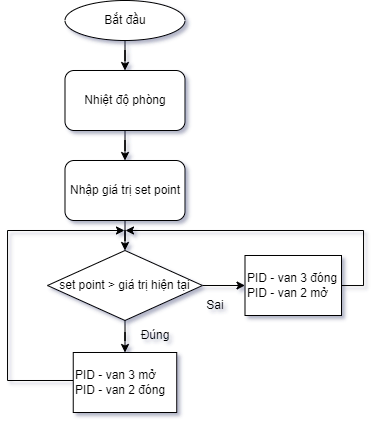 Bắt đầu
Nhiệt độ phòng
Nhập giá trị set point
set point > giá trị hiện tại
PID - van 3 đóng
PID - van 2 mở
Sai
Đúng
PID - van 3 mở
PID - van 2 đóng